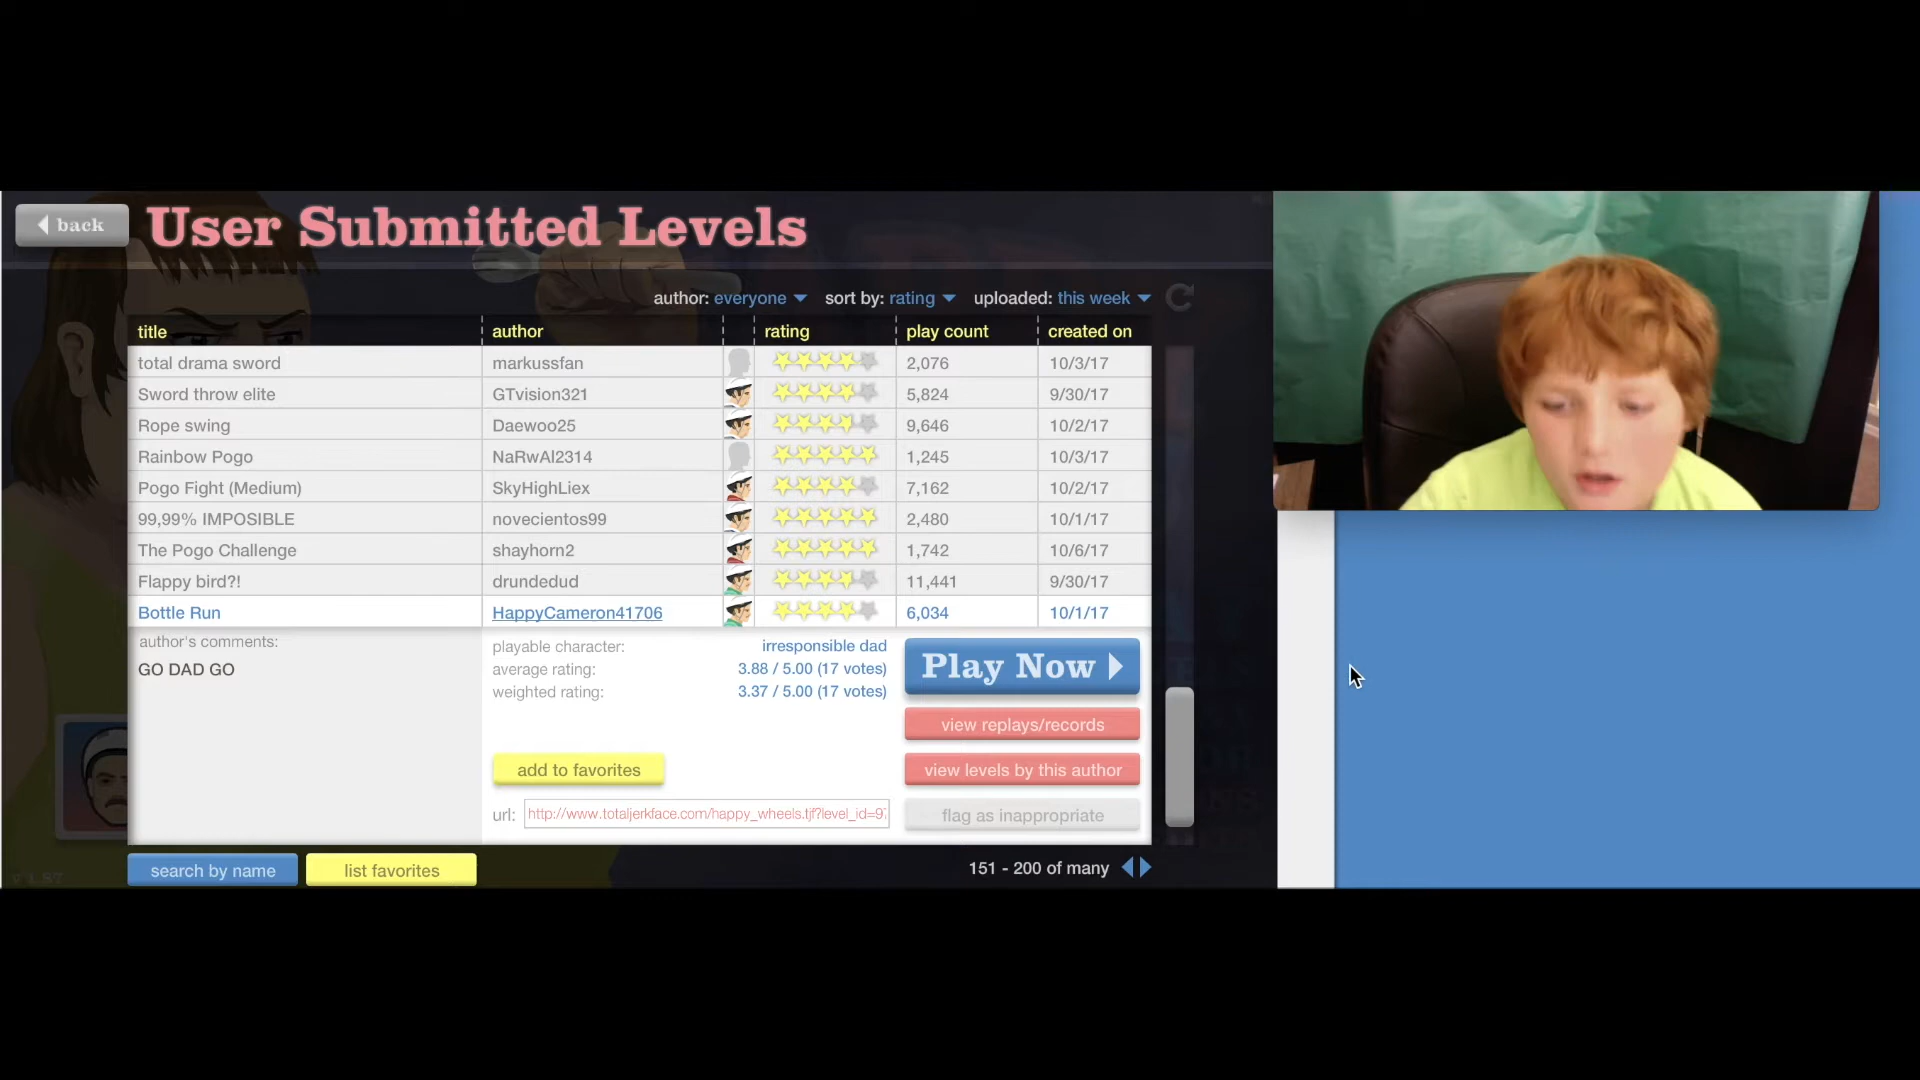 back
User Submitted Levels
author: everyone sort by: rating uploaded: this week
title author rating play count created on
total drama sword markussfan 2,076 10/3/17
Sword throw elite GTvision321 5,824 9/30/17
Rope swing Daewoo25 9,646 10/2/17
Rainbow Pogo NaRwAl2314 1,245 10/3/17
Pogo Fight (Medium) SkyHighLiex 7,162 10/2/17
99,99% IMPOSIBLE novecientos99 2,480 10/1/17
The Pogo Challenge shayhorn2 1,742 10/6/17
Flappy bird?! drundedud 11,441 9/30/17
Bottle Run HappyCameron41706 6,034 10/1/17
author's comments:
GO DAD GO
playable character: irresponsible dad
average rating: 3.88 / 5.00 (17 votes)
weighted rating: 3.37 / 5.00 (17 votes)
Play Now
view replays/records
add to favorites
view levels by this author
url: http://www.totaljerkface.com/happy_wheels.tjf?level_id=9
flag as inappropriate
search by name
list favorites
151 - 200 of many